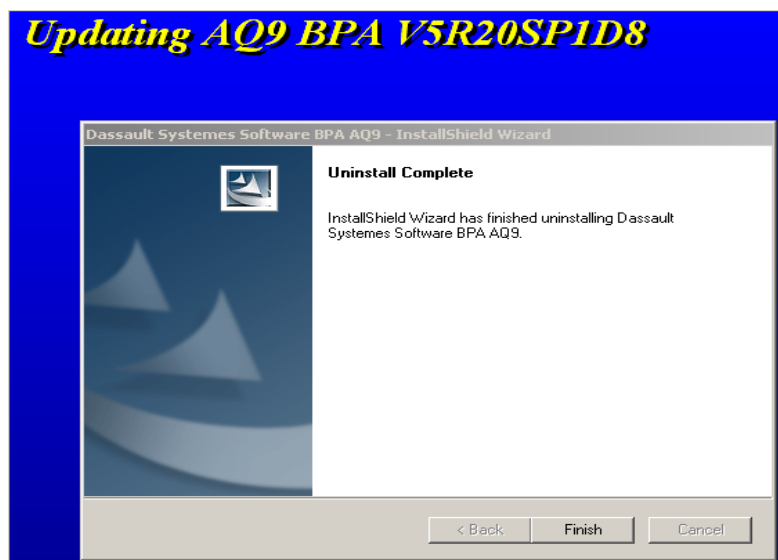 Updating AQ9 BPA V5R20SP1D8
Dassault Systemes Software BPA AQ9 - InstallShield Wizard
Uninstall Complete
InstallShield Wizard has finished uninstalling Dassault
Systemes Software BPA AQ9.
< Back Finish Cancel